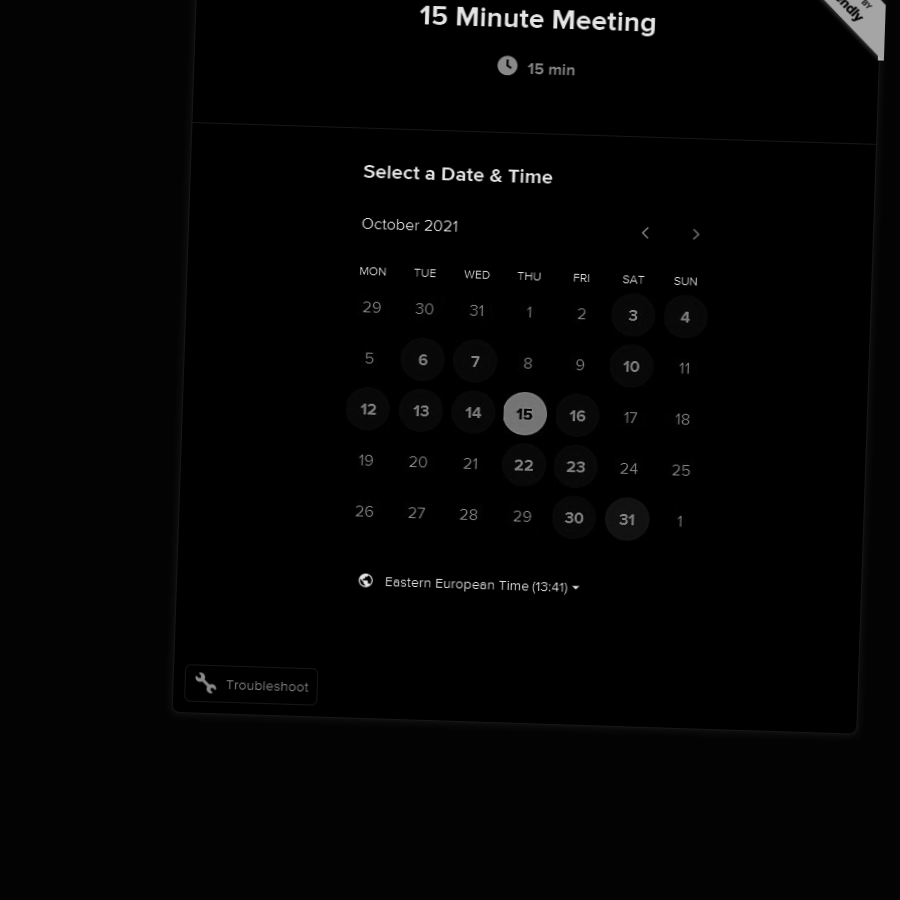 15 Minute Meeting
BY
ndly
15 min
Select a Date & Time
October 2021
MON TUE WED THU FRI SAT SUN
29 30 31 1 2 3 4
5 6 7 8 9 10 11
12 13 14 15 16 17 18
19 20 21 22 23 24 25
26 27 28 29 30 31 1
Eastern European Time (13:41)
Troubleshoot